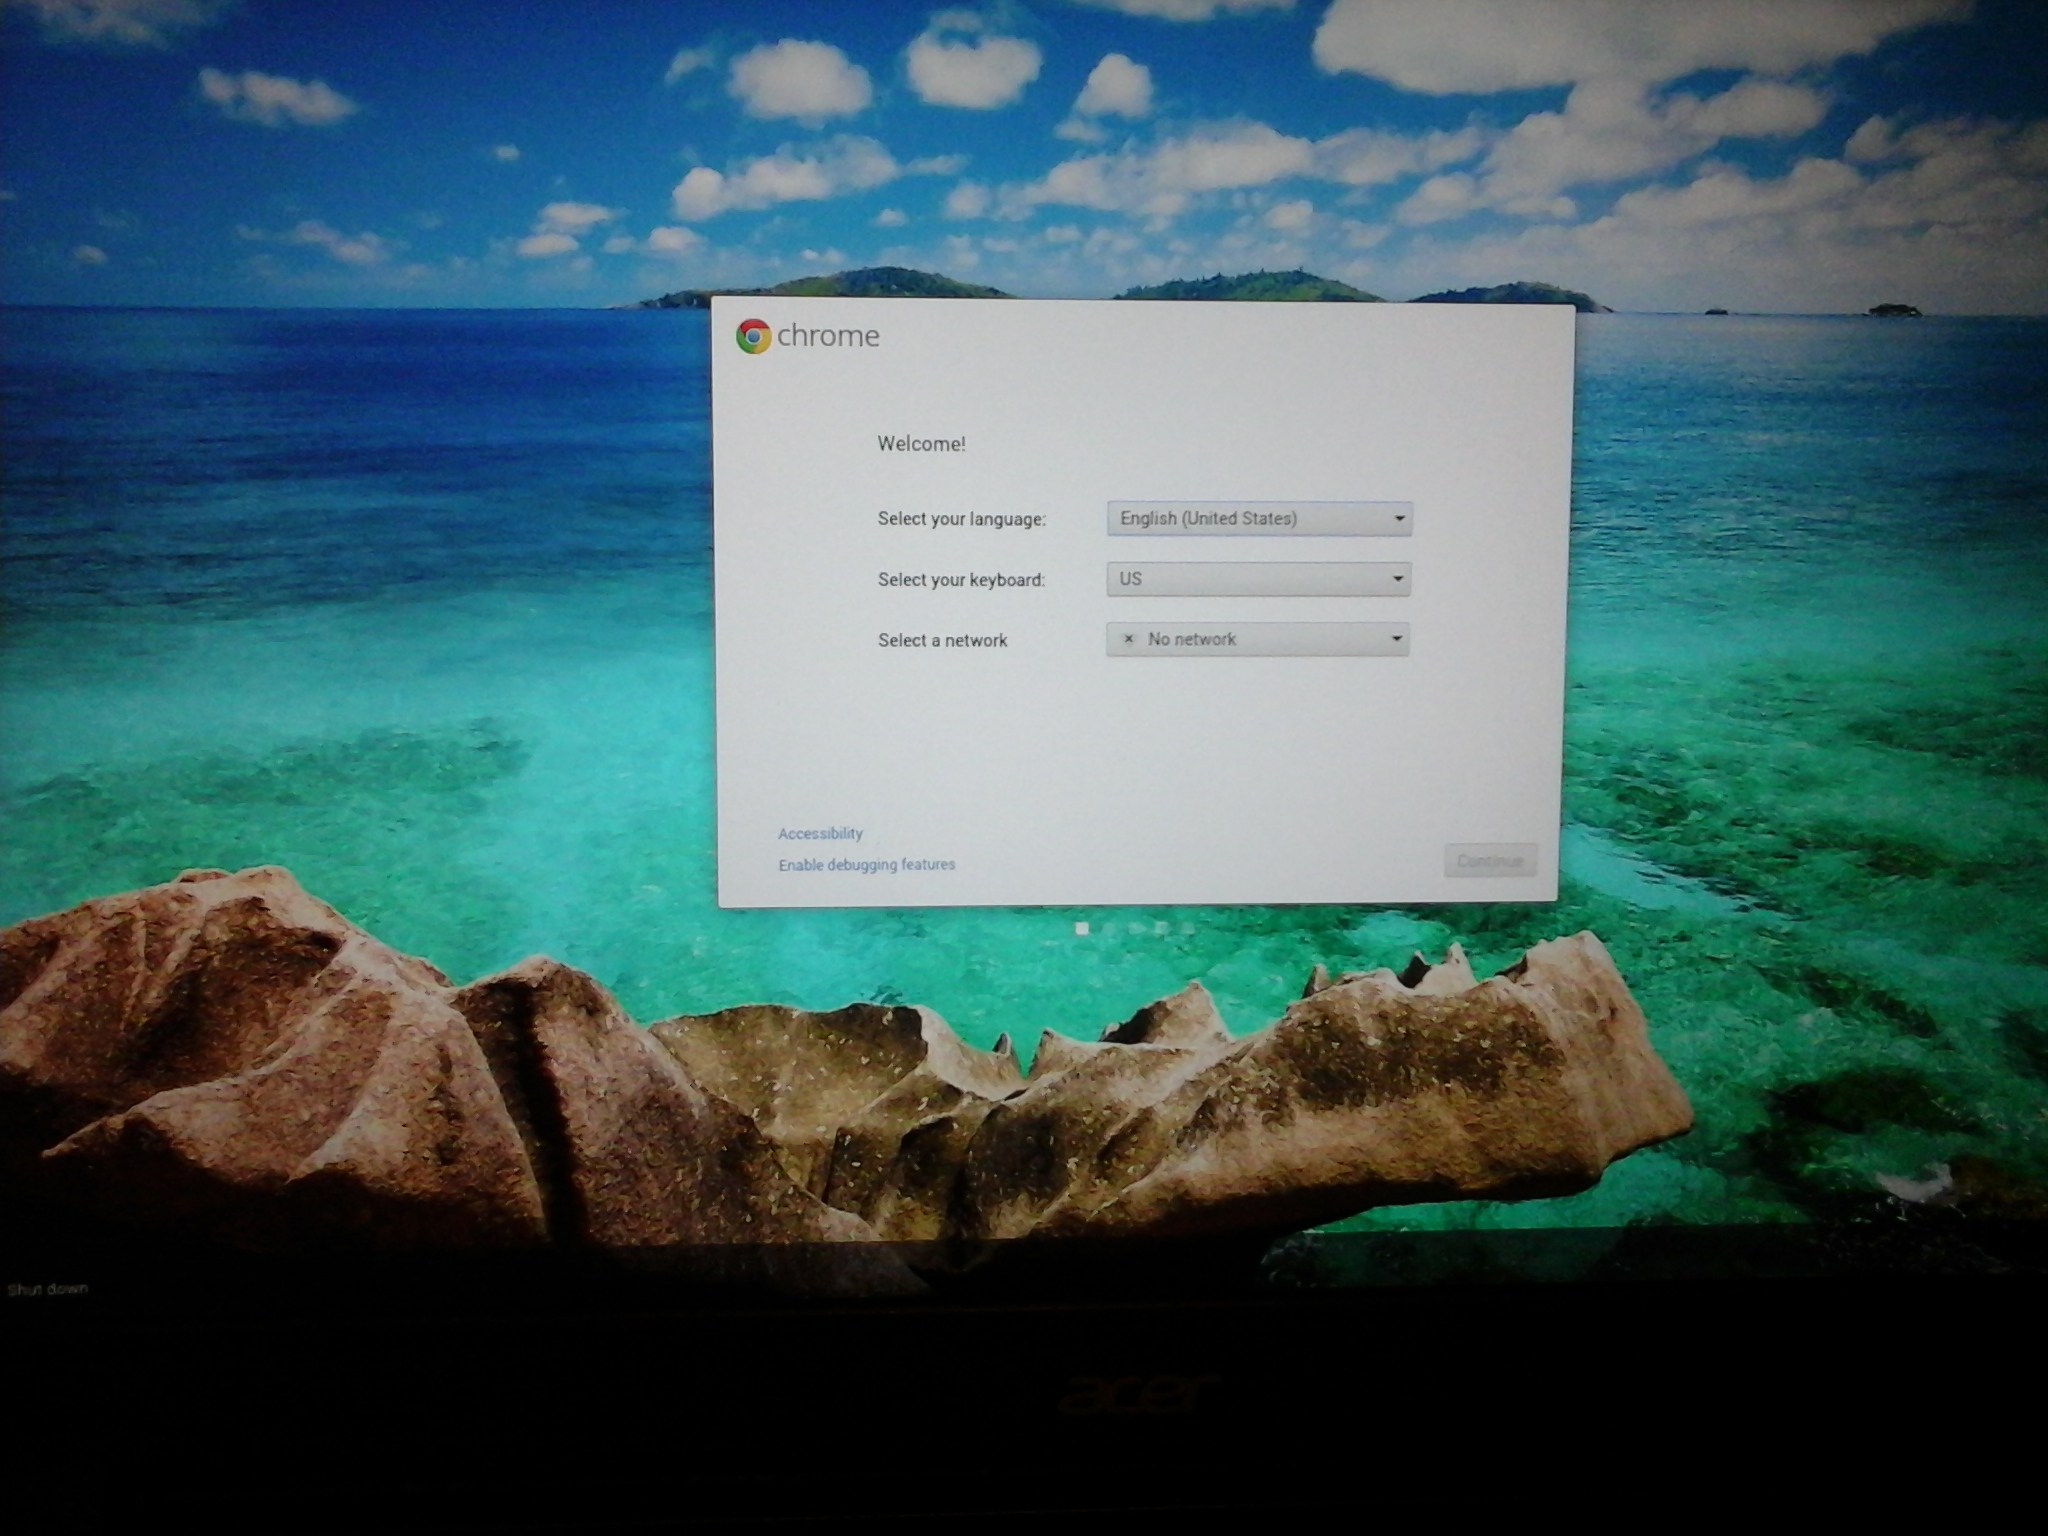 chrome
Welcome!
Select your language: English (United States)
Select your keyboard: US
Select a network No network
Accessibility
Enable debugging features
Continue
Shut down
acer